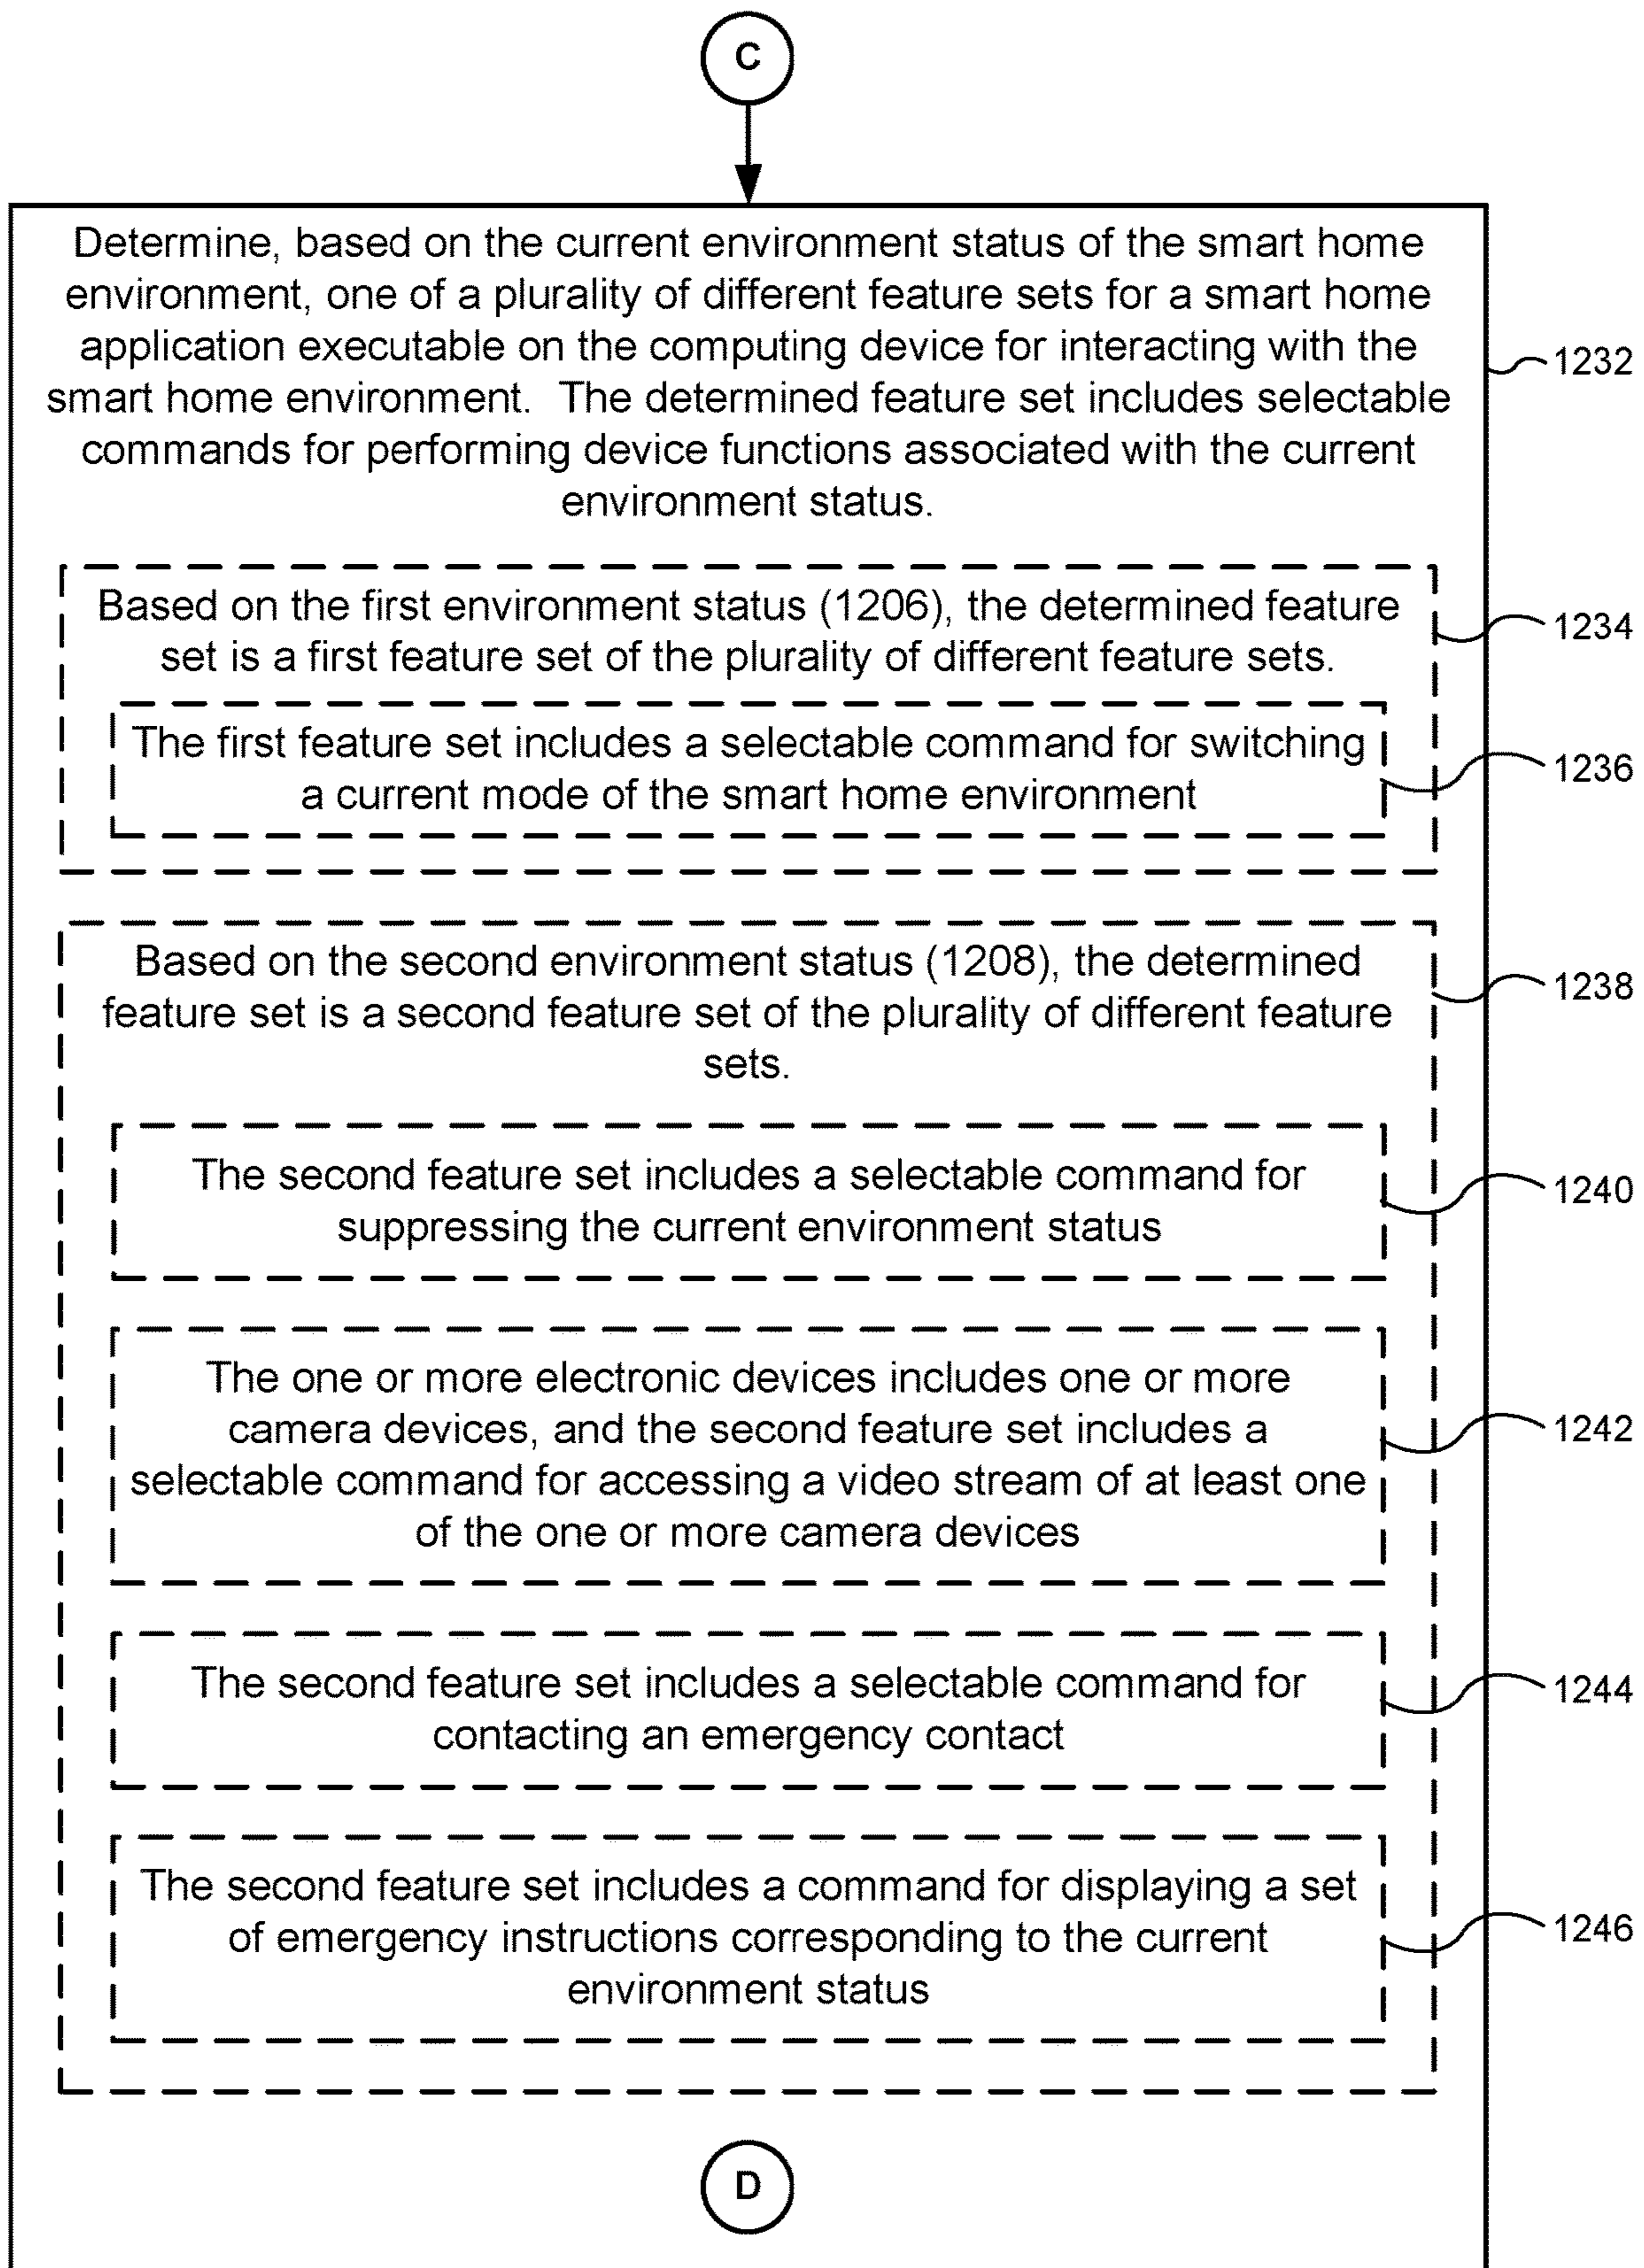 C
Determine, based on the current environment status of the smart home
environment, one of a plurality of different feature sets for a smart home
application executable on the computing device for interacting with the
smart home environment.  The determined feature set includes selectable
commands for performing device functions associated with the current
environment status.
1232
Based on the first environment status (1206), the determined feature
set is a first feature set of the plurality of different feature sets.
1234
The first feature set includes a selectable command for switching
a current mode of the smart home environment
1236
Based on the second environment status (1208), the determined
feature set is a second feature set of the plurality of different feature
sets.
1238
The second feature set includes a selectable command for
suppressing the current environment status
1240
The one or more electronic devices includes one or more
camera devices, and the second feature set includes a
selectable command for accessing a video stream of at least one
of the one or more camera devices
1242
The second feature set includes a selectable command for
contacting an emergency contact
1244
The second feature set includes a command for displaying a set
of emergency instructions corresponding to the current
environment status
1246
D